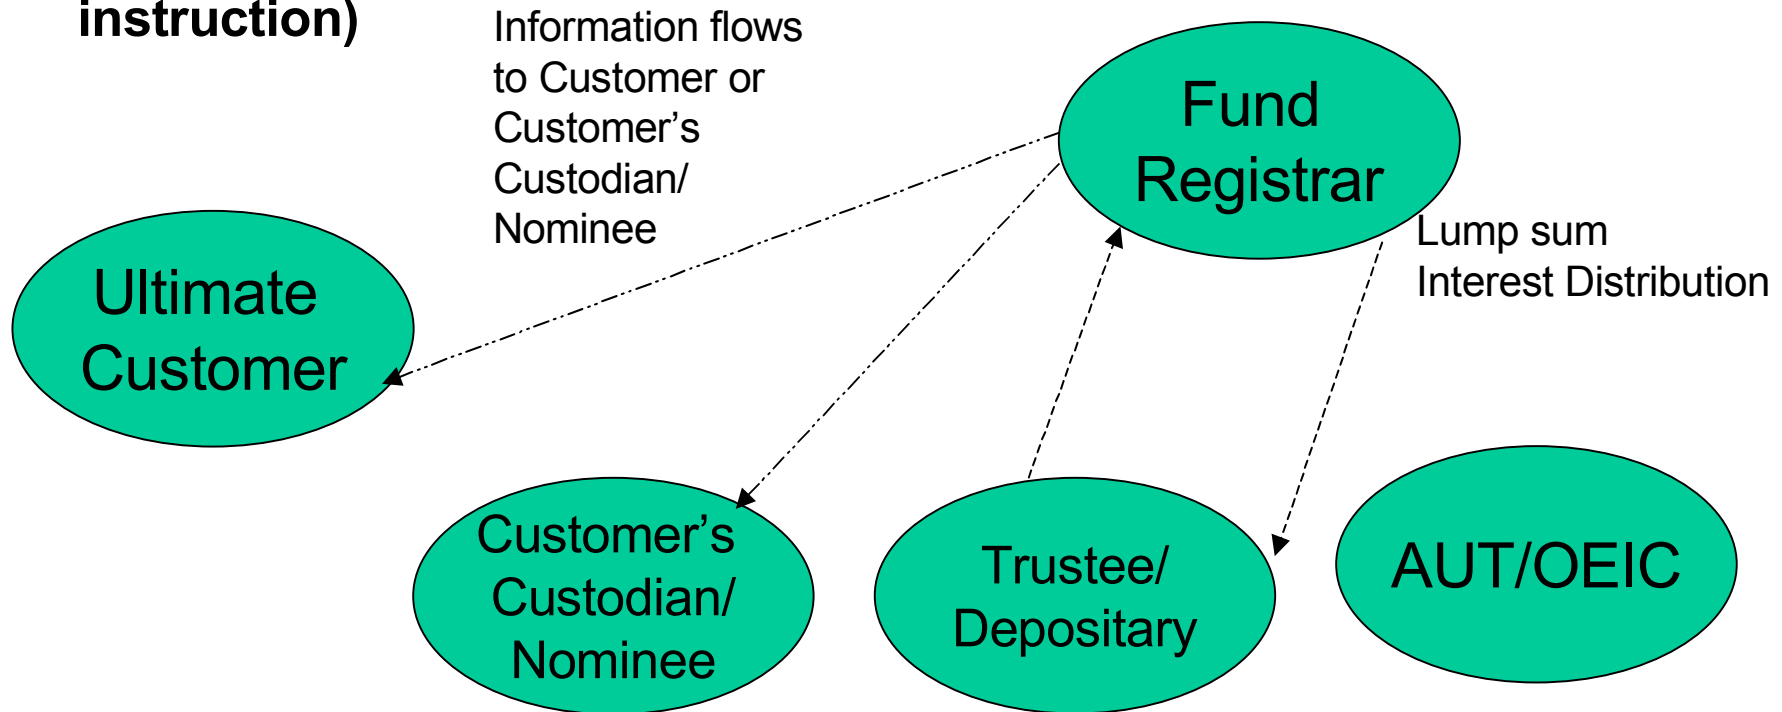 instruction)
Information flows
to Customer or
Customer’s
Custodian/
Nominee
Fund
Registrar
Lump sum
Interest Distribution
Ultimate
Customer
Customer’s
Custodian/
Nominee
Trustee/
Depositary
AUT/OEIC